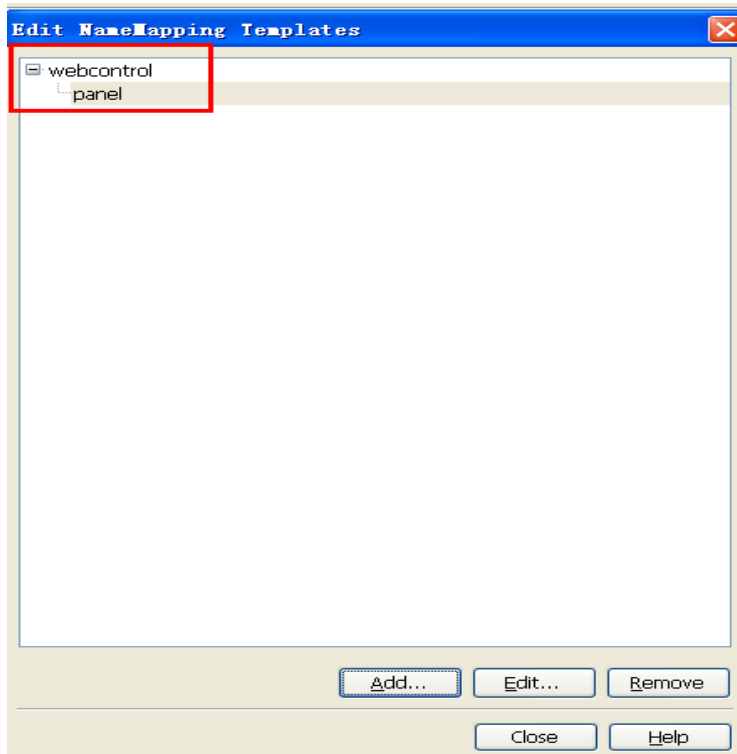 Edit NameMapping Templates
webcontrol
panel
Add... Edit... Remove
Close Help